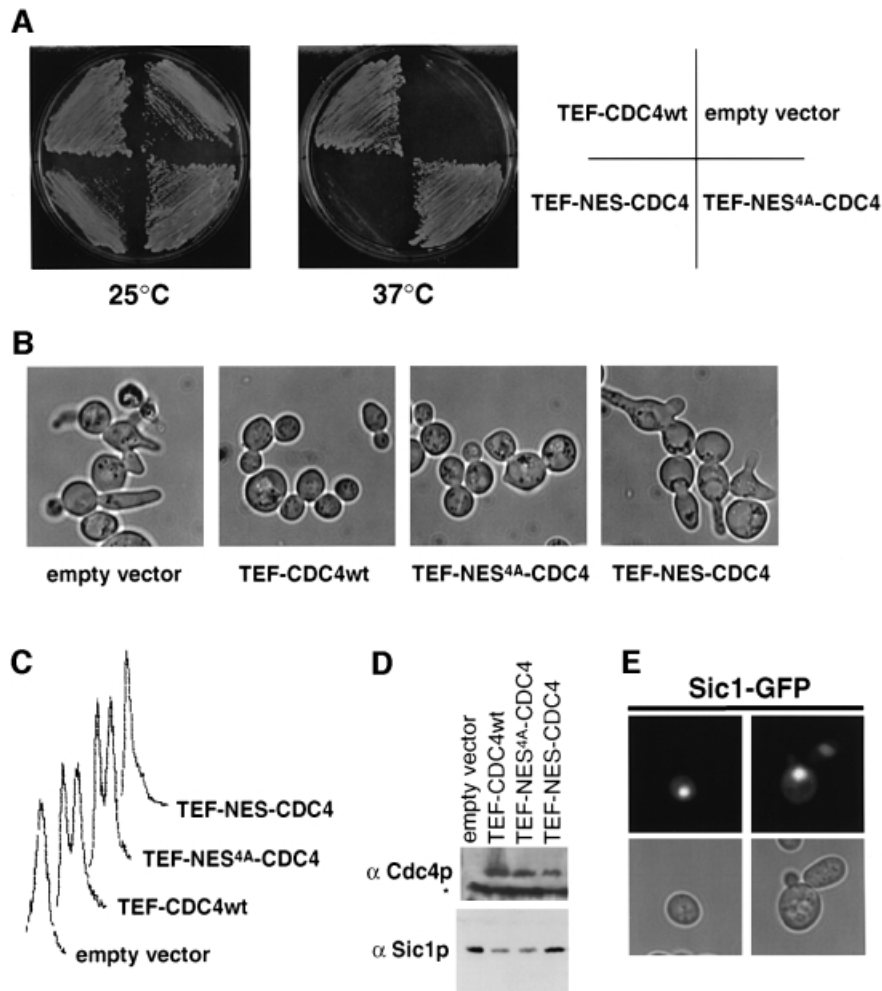 A
TEF-CDC4wt empty vector
TEF-NES-CDC4 TEF-NES4A-CDC4
25°C 37°C
B
empty vector TEF-CDC4wt TEF-NES4A-CDC4 TEF-NES-CDC4
C
TEF-NES-CDC4
TEF-NES4A-CDC4
TEF-CDC4wt
empty vector
D
empty vector
TEF-CDC4wt
TEF-NES4A-CDC4
TEF-NES-CDC4
α Cdc4p
*
α Sic1p
E
Sic1-GFP